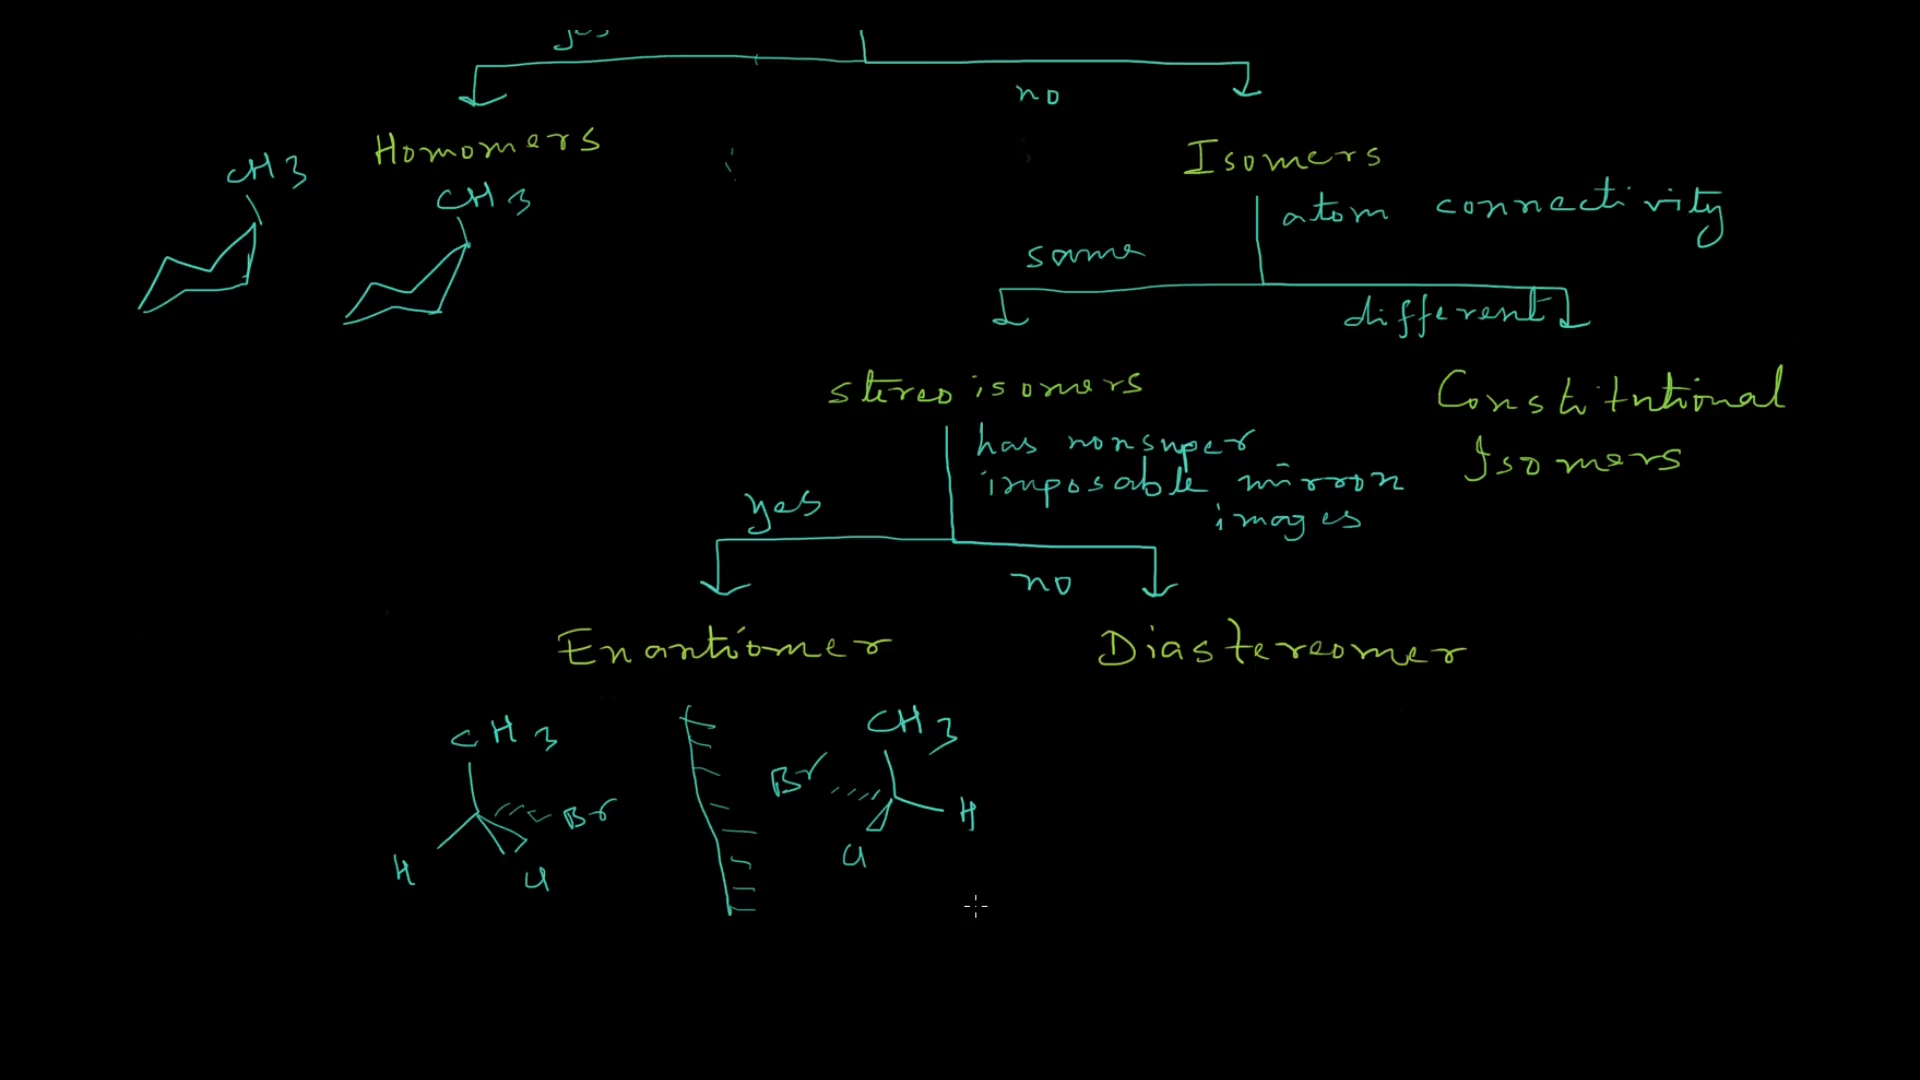 yes
no
Homomers
Isomers
CH3
CH3
atom connectivity
same
different
stereoisomers
Constitutional
Isomers
has nonsuper
imposable mirror
images
yes
no
Enantiomer
Diastereomer
CH3
CH3
Br
Br
H
H
Cl
Cl